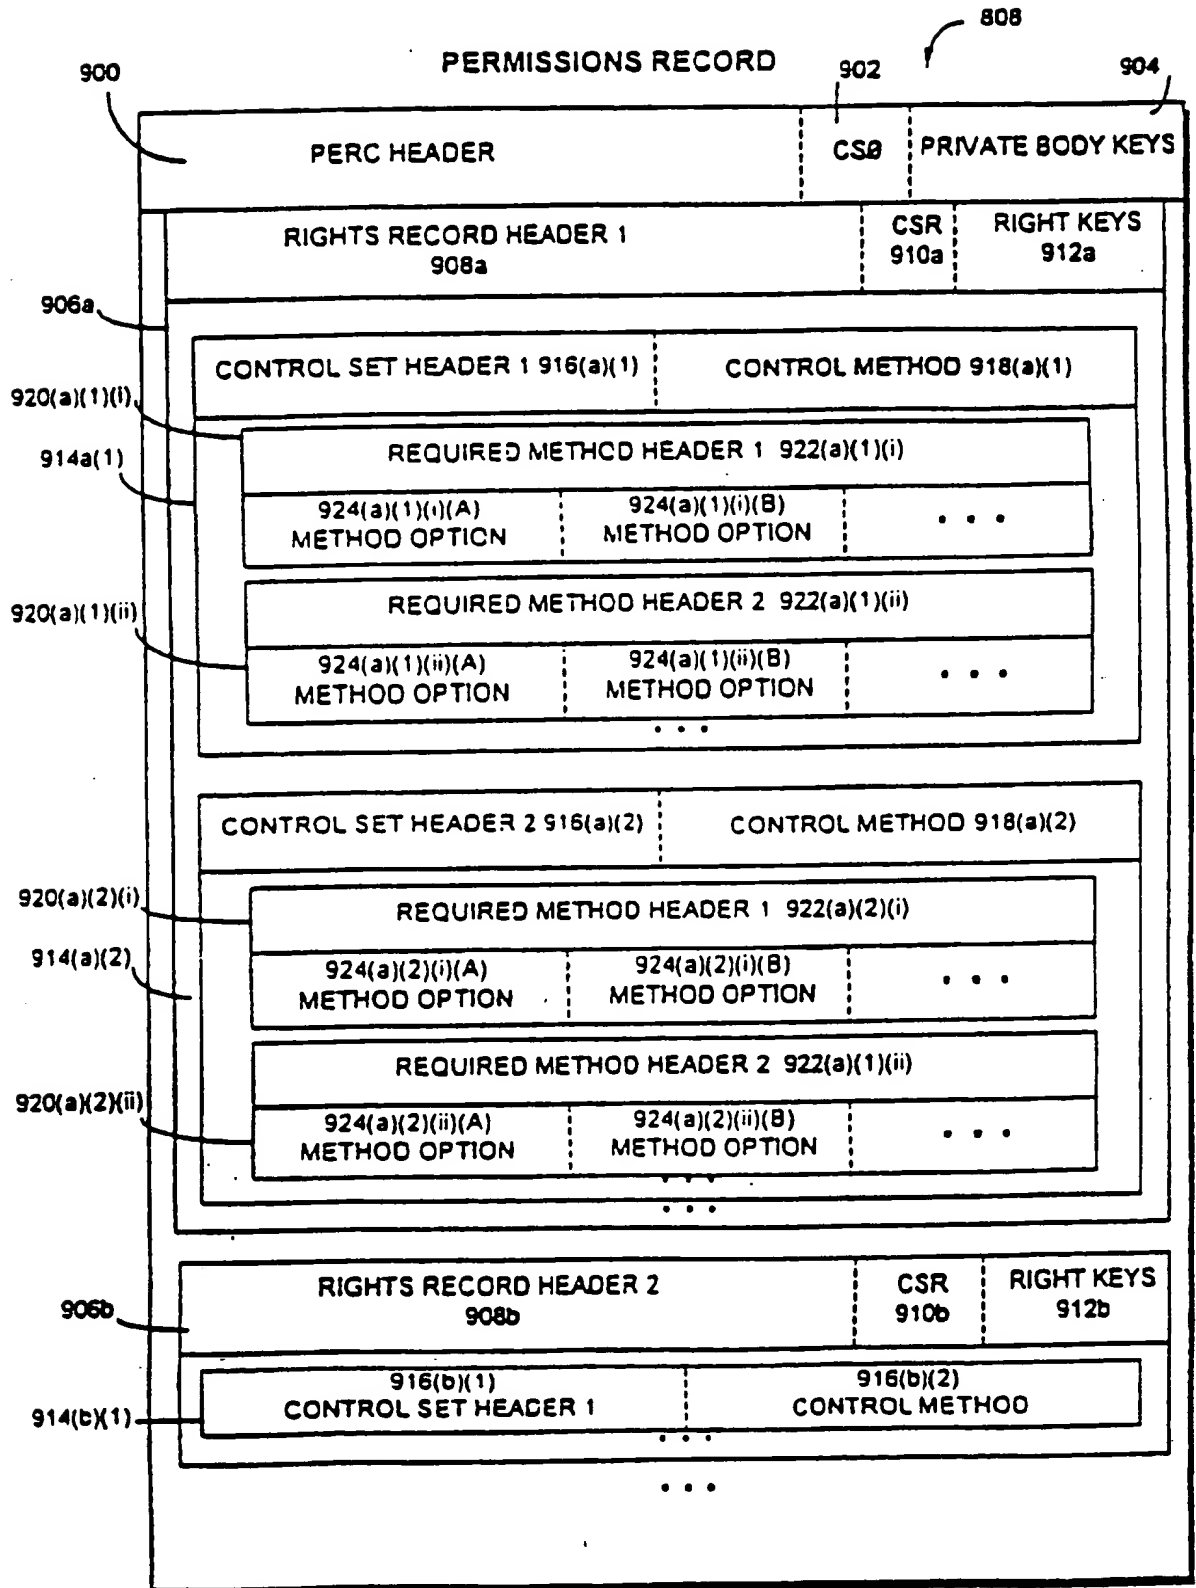 808
PERMISSIONS RECORD
900
902
904
PERC HEADER
CS0
PRIVATE BODY KEYS
RIGHTS RECORD HEADER 1
908a
CSR
910a
RIGHT KEYS
912a
906a
CONTROL SET HEADER 1 916(a)(1)
CONTROL METHOD 918(a)(1)
920(a)(1)(i)
REQUIRED METHOD HEADER 1 922(a)(1)(i)
914a(1)
924(a)(1)(i)(A)
METHOD OPTION
924(a)(1)(i)(B)
METHOD OPTION
• • •
REQUIRED METHOD HEADER 2 922(a)(1)(ii)
920(a)(1)(ii)
924(a)(1)(ii)(A)
METHOD OPTION
924(a)(1)(ii)(B)
METHOD OPTION
• • •
• • •
CONTROL SET HEADER 2 916(a)(2)
CONTROL METHOD 918(a)(2)
920(a)(2)(i)
REQUIRED METHOD HEADER 1 922(a)(2)(i)
914(a)(2)
924(a)(2)(i)(A)
METHOD OPTION
924(a)(2)(i)(B)
METHOD OPTION
• • •
REQUIRED METHOD HEADER 2 922(a)(1)(ii)
920(a)(2)(ii)
924(a)(2)(ii)(A)
METHOD OPTION
924(a)(2)(ii)(B)
METHOD OPTION
• • •
• • •
• • •
RIGHTS RECORD HEADER 2
908b
CSR
910b
RIGHT KEYS
912b
906b
916(b)(1)
CONTROL SET HEADER 1
916(b)(2)
CONTROL METHOD
914(b)(1)
• • •
• • •